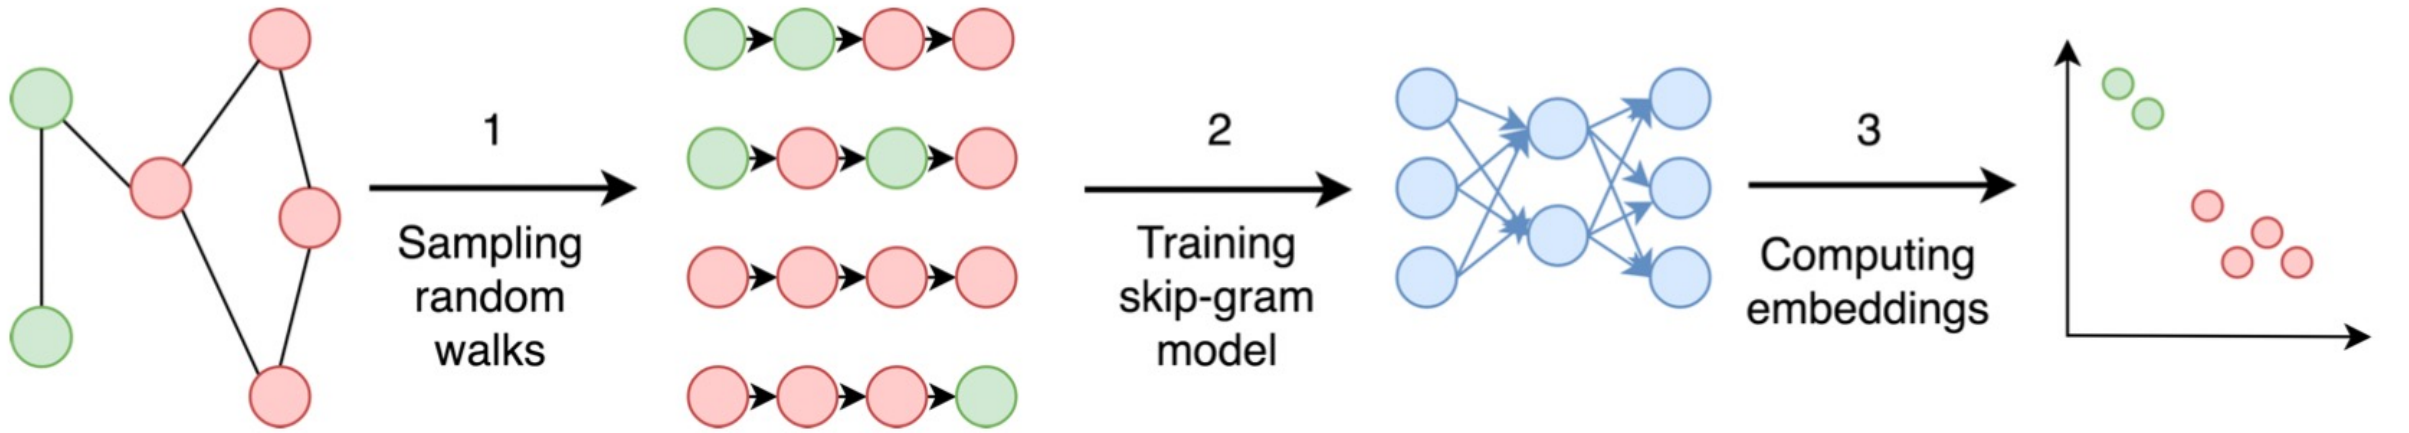 1
Sampling
random
walks
2
Training
skip-gram
model
3
Computing
embeddings